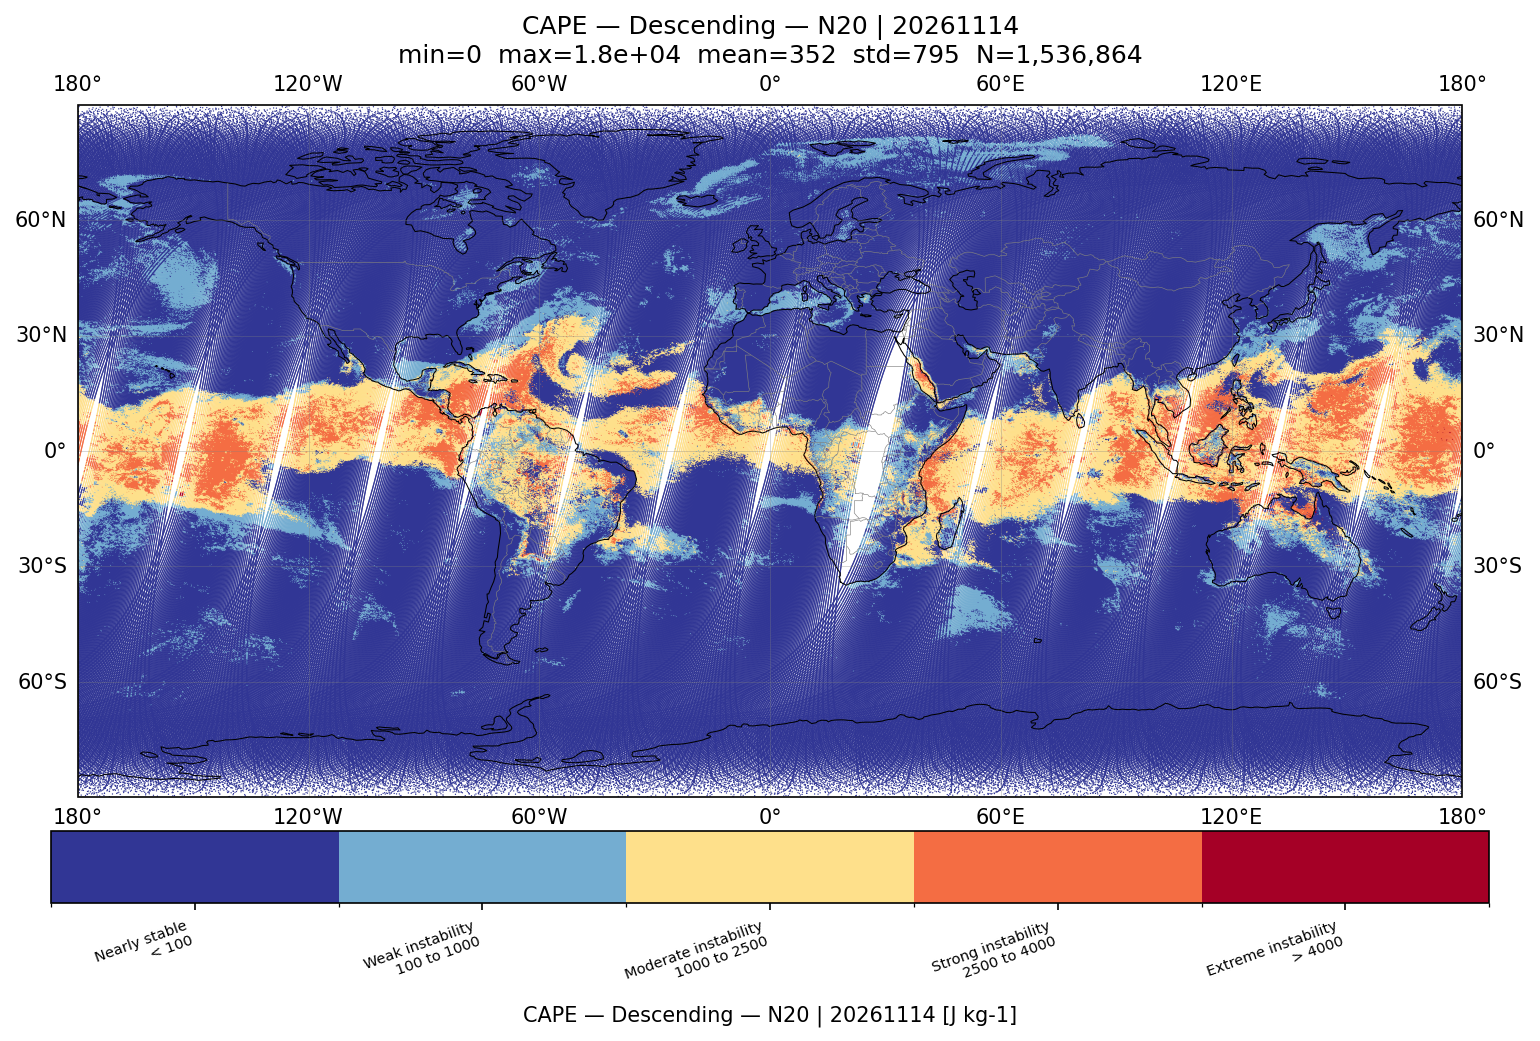 CAPE — Descending — N20 | 20261114
min=0  max=1.8e+04  mean=352  std=795  N=1,536,864
180° 120°W 60°W 0° 60°E 120°E 180°
60°N 60°N
30°N 30°N
0° 0°
30°S 30°S
60°S 60°S
180° 120°W 60°W 0° 60°E 120°E 180°
Nearly stable
< 100
Weak instability
100 to 1000
Moderate instability
1000 to 2500
Strong instability
2500 to 4000
Extreme instability
> 4000
CAPE — Descending — N20 | 20261114 [J kg-1]